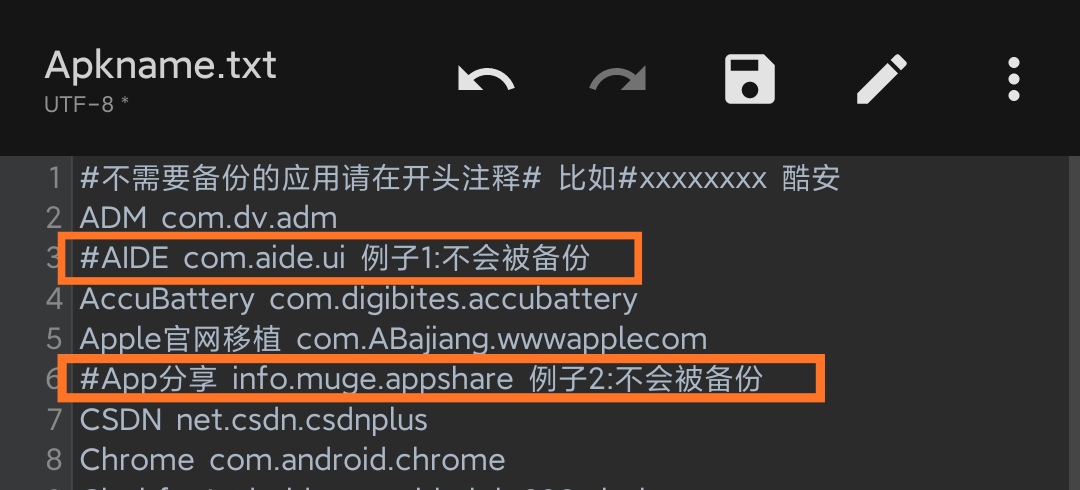 Apkname.txt
UTF-8 *
1 #不需要备份的应用请在开头注释# 比如#xxxxxxxx 酷安
2 ADM com.dv.adm
3 #AIDE com.aide.ui 例子1:不会被备份
4 AccuBattery com.digibites.accubattery
5 Apple官网移植 com.ABajiang.wwwapplecom
6 #App分享 info.muge.appshare 例子2:不会被备份
7 CSDN net.csdn.csdnplus
8 Chrome com.android.chrome